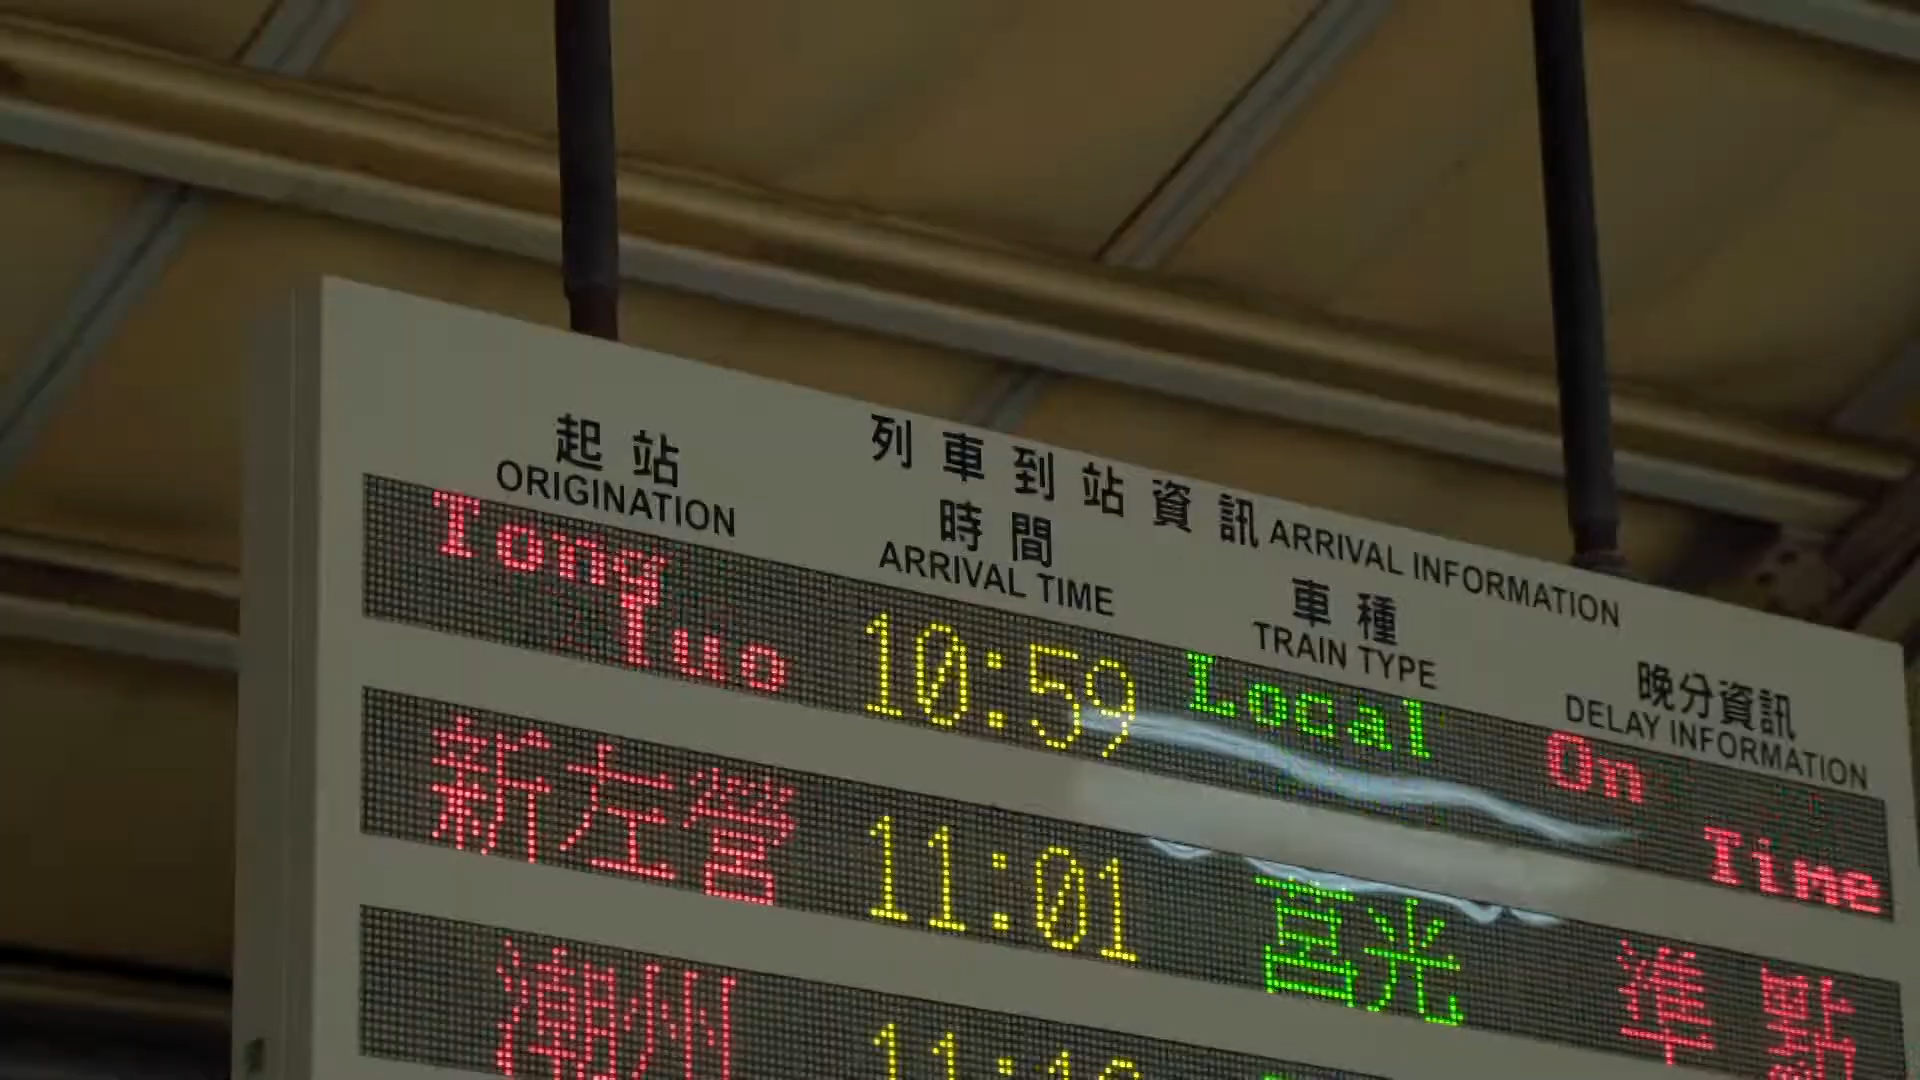 列車到站資訊 ARRIVAL INFORMATION
起站 時間 車種 晚分資訊
ORIGINATION ARRIVAL TIME TRAIN TYPE DELAY INFORMATION
Tong Yuo 10:59 Local On Time
新左營 11:01 莒光 準點
潮州